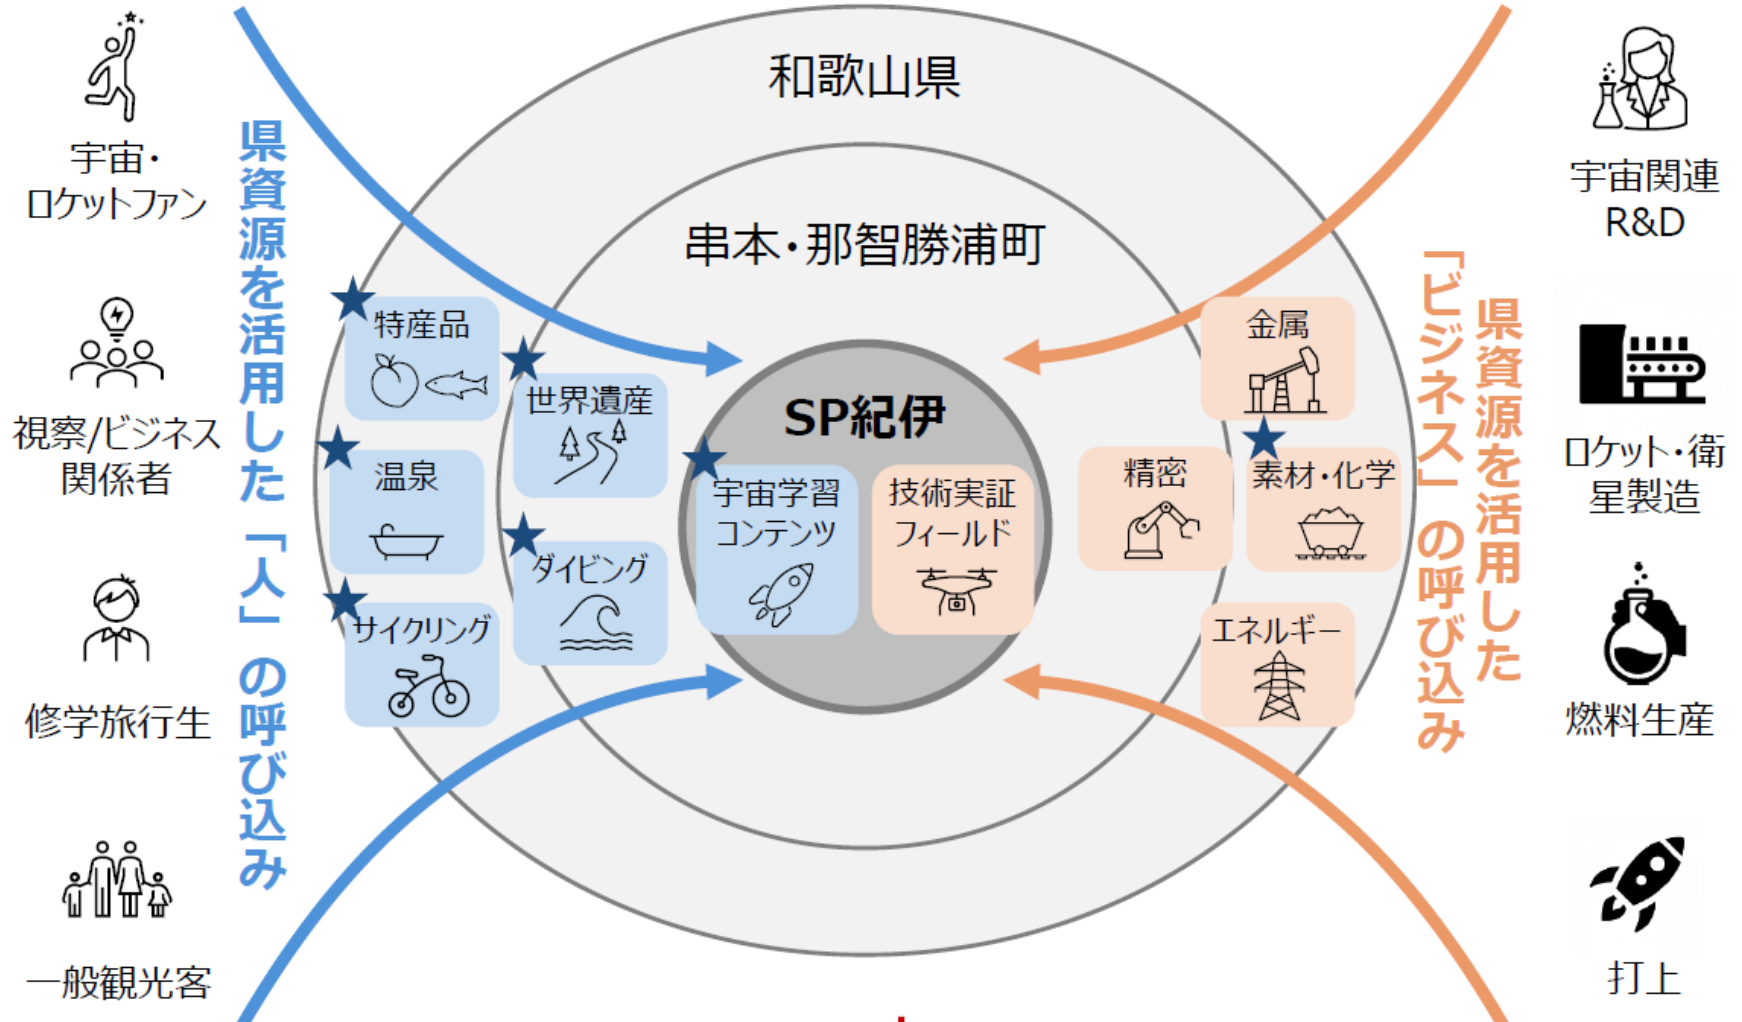 和歌山県
串本・那智勝浦町
SP紀伊
宇宙学習
コンテンツ
技術実証
フィールド
特産品
温泉
サイクリング
世界遺産
ダイビング
金属
精密
素材・化学
エネルギー
県資源を活用した「人」の呼び込み
宇宙・
ロケットファン
視察/ビジネス
関係者
修学旅行生
一般観光客
県資源を活用した
「ビジネス」の呼び込み
宇宙関連
R&D
ロケット・衛
星製造
燃料生産
打上